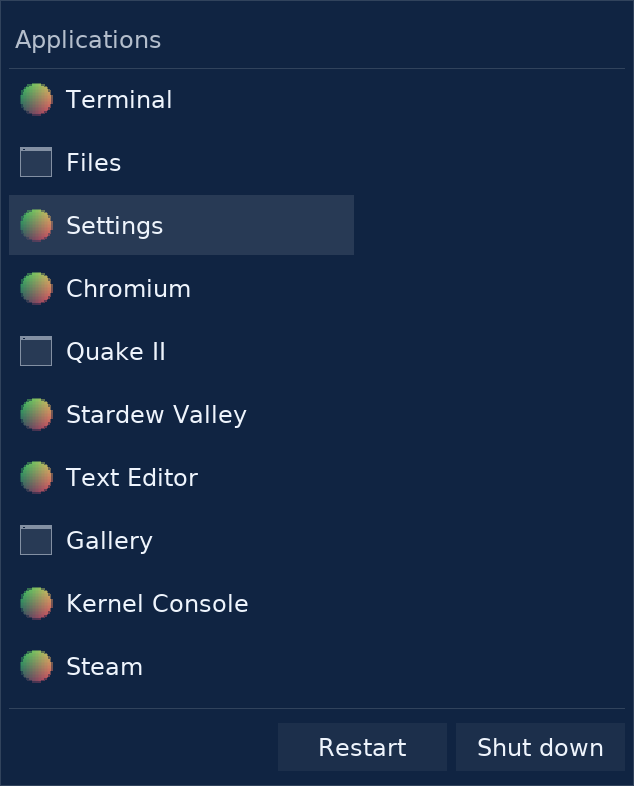 Applications
Terminal
Files
Settings
Chromium
Quake II
Stardew Valley
Text Editor
Gallery
Kernel Console
Steam
Restart
Shut down